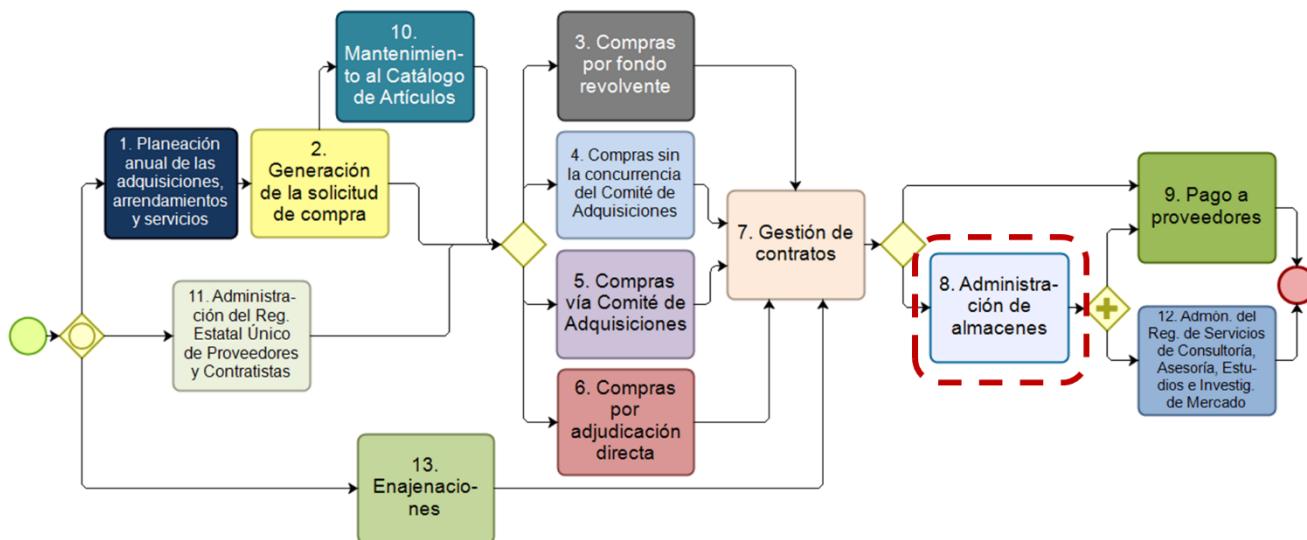 10.
Mantenimien-
to al Catálogo
de Artículos
3. Compras
por fondo
revolvente
1. Planeación
anual de las
adquisiciones,
arrendamientos
y servicios
2.
Generación
de la solicitud
de compra
4. Compras sin
la concurrencia
del Comité de
Adquisiciones
7. Gestión de
contratos
9. Pago a
proveedores
11. Administra-
ción del Reg.
Estatal Único
de Proveedores
y Contratistas
5. Compras
vía Comité de
Adquisiciones
8. Administra-
ción de
almacenes
12. Admòn. del
Reg. de Servicios
de Consultoría,
Asesoría, Estu-
dios e Investig.
de Mercado
6. Compras
por
adjudicación
directa
13.
Enajenacio-
nes